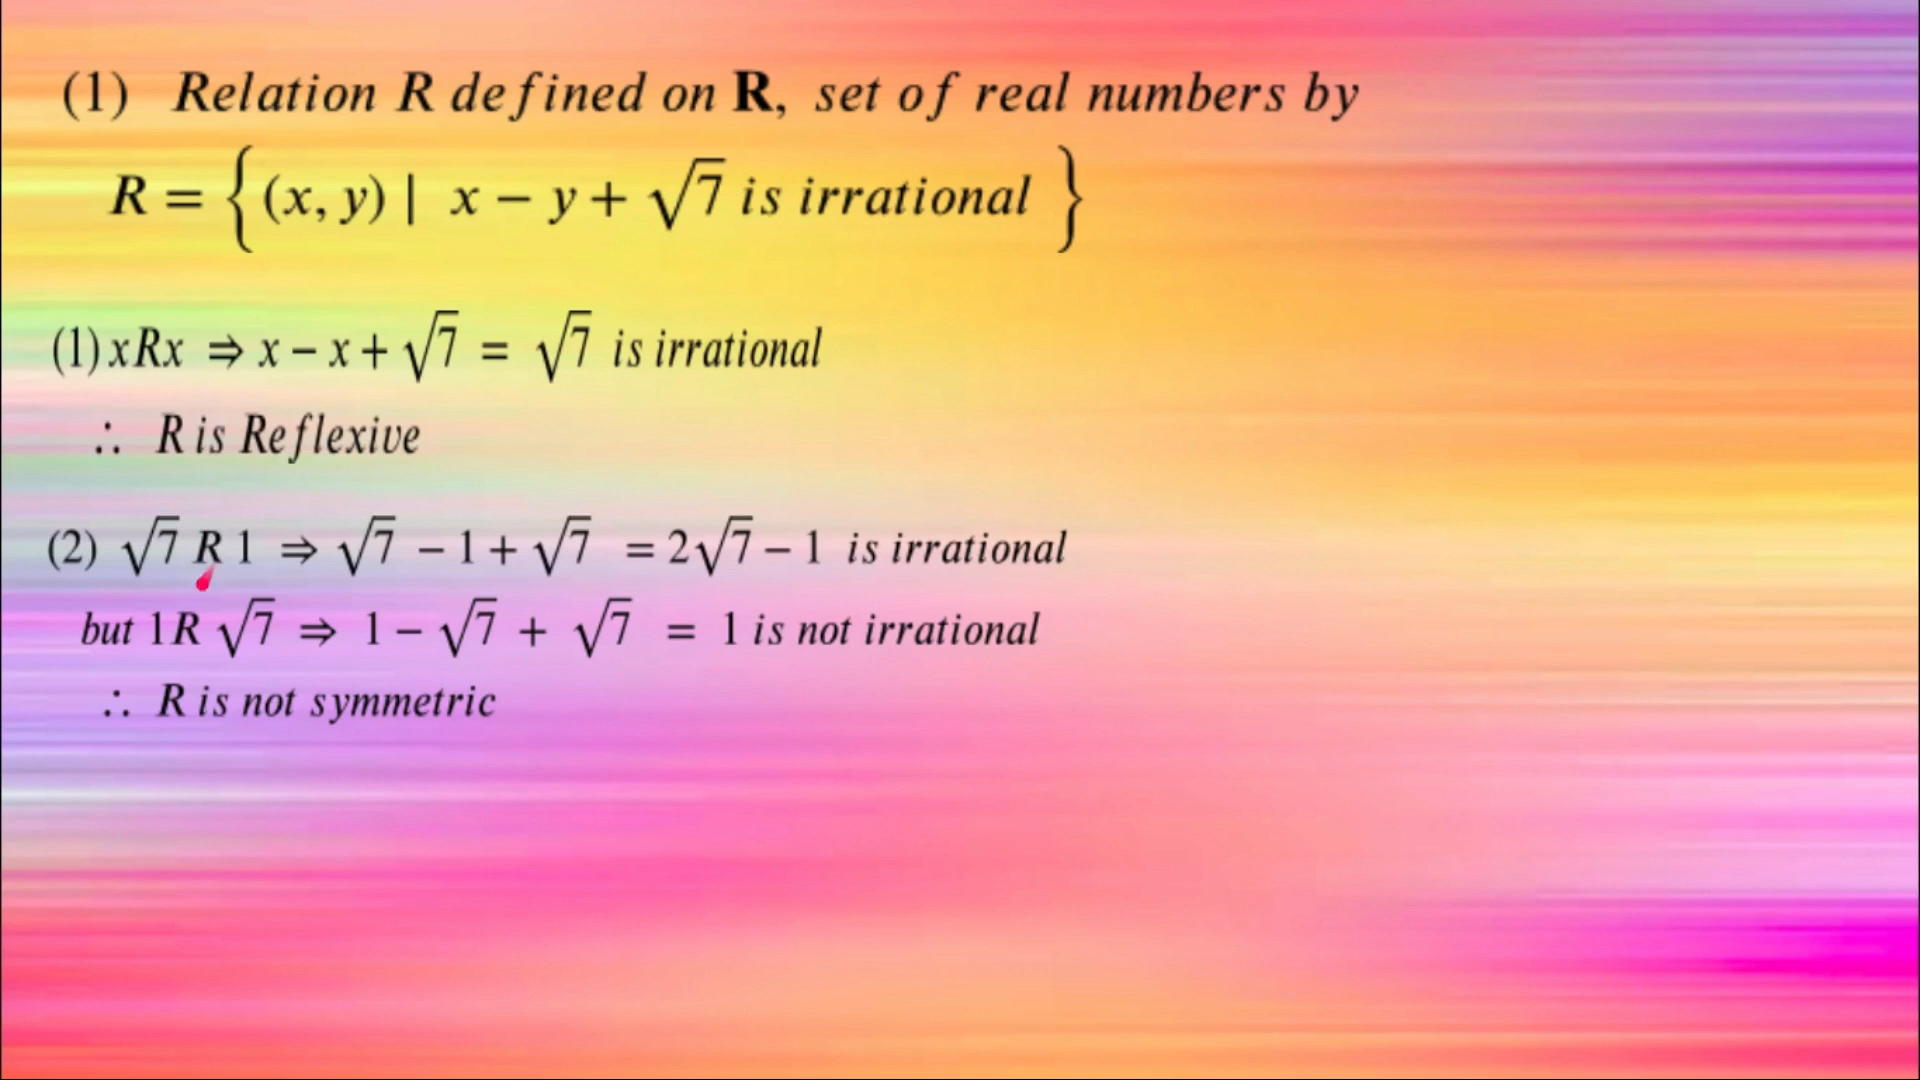 (1) Relation R defined on R, set of real numbers by
R = {(x, y) | x − y + √7 is irrational }
(1) xRx ⇒ x − x + √7 = √7 is irrational
∴ R is Reflexive
(2) √7 R 1 ⇒ √7 − 1 + √7 = 2√7 − 1 is irrational
but 1R √7 ⇒ 1 − √7 + √7 = 1 is not irrational
∴ R is not symmetric